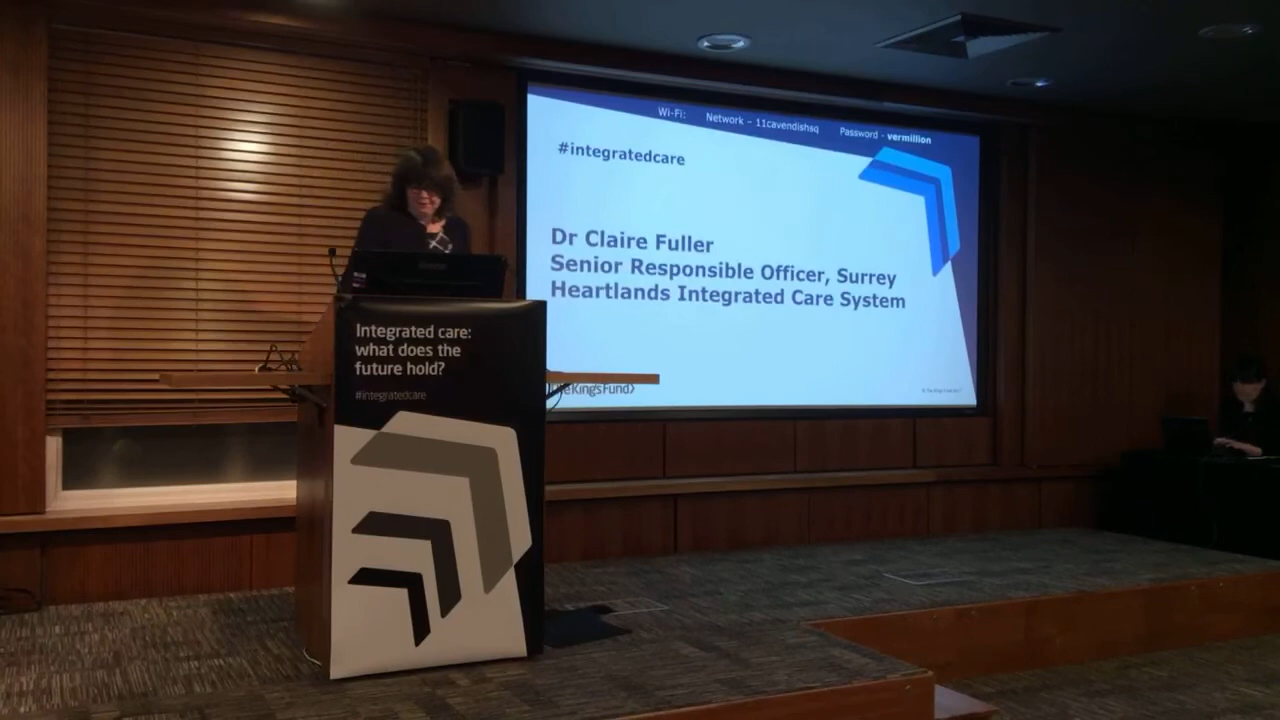 Wi-Fi: Network – 11cavendishsq Password - vermillion
#integratedcare
Dr Claire Fuller
Senior Responsible Officer, Surrey
Heartlands Integrated Care System
Integrated care:
what does the
future hold?
#integratedcare
KingsFund>